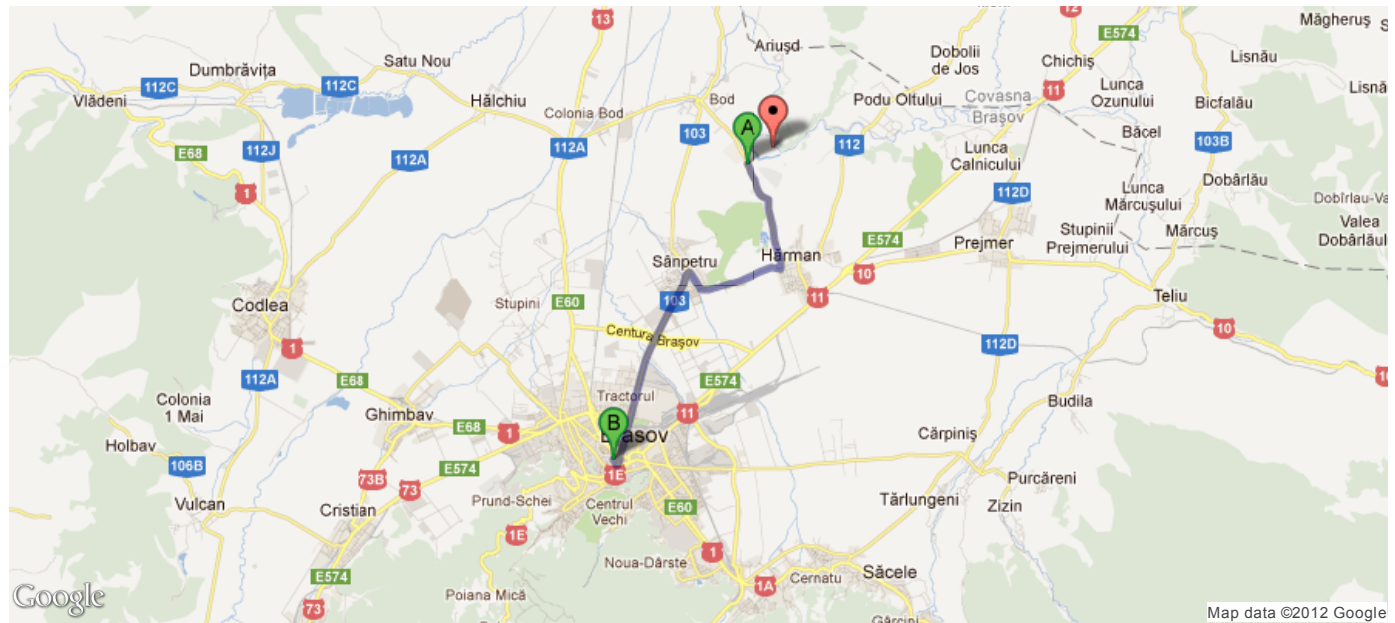 13
12
Măgheruș
E574
Ariușd
Dobolii
de Jos
Chichiș
Lisnău
Dumbrăvița
Satu Nou
112C
Vlădeni
112C
Hălchiu
Colonia Bod
Bod
Podu Oltului
Covasna
Brașov
11
Lunca
Ozunului
Bicfalău
A
103
112
Băcel
103B
E68
112J
112A
112A
Lunca
Calnicului
1
112D
Dobârlău
Lunca
Mărcușului
Valea
Sânpetru
Hărman
E574
Prejmer
Stupinii
Prejmerului
Mărcuș
10
Codlea
Stupini
E60
103
11
Teliu
10
Centura Brașov
1
112D
112A
E68
E574
Colonia
1 Mai
Tractorul
11
Budila
Ghimbav
E68
1
B
Brasov
Holbav
106B
E574
1E
Cărpiniș
73B
73
Purcăreni
Vulcan
Cristian
Prund-Schei
Centrul
Vechi
E60
Tărlungeni
Zizin
1E
1
Noua-Dârste
E574
1A
Cernatu
Săcele
Poiana Mică
73
Google
Map data ©2012 Google